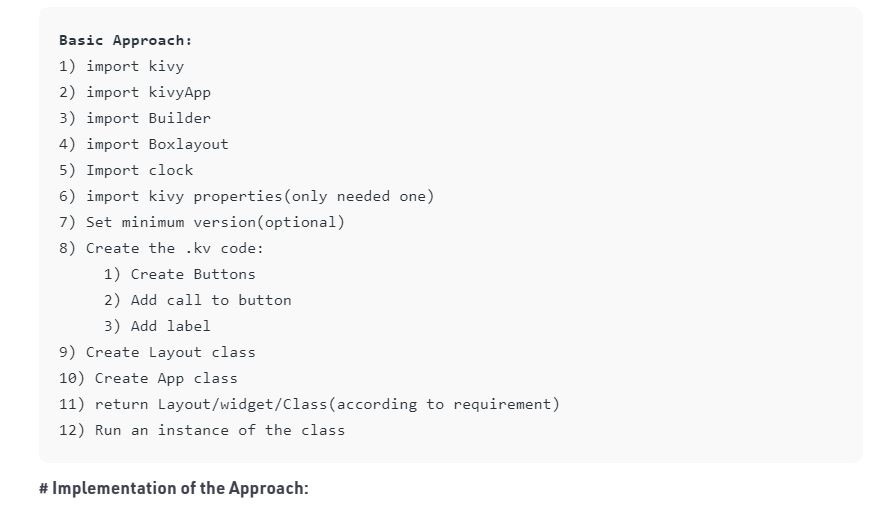 Basic Approach:
1) import kivy
2) import kivyApp
3) import Builder
4) import Boxlayout
5) Import clock
6) import kivy properties(only needed one)
7) Set minimum version(optional)
8) Create the .kv code:
1) Create Buttons
2) Add call to button
3) Add label
9) Create Layout class
10) Create App class
11) return Layout/widget/Class(according to requirement)
12) Run an instance of the class
# Implementation of the Approach: